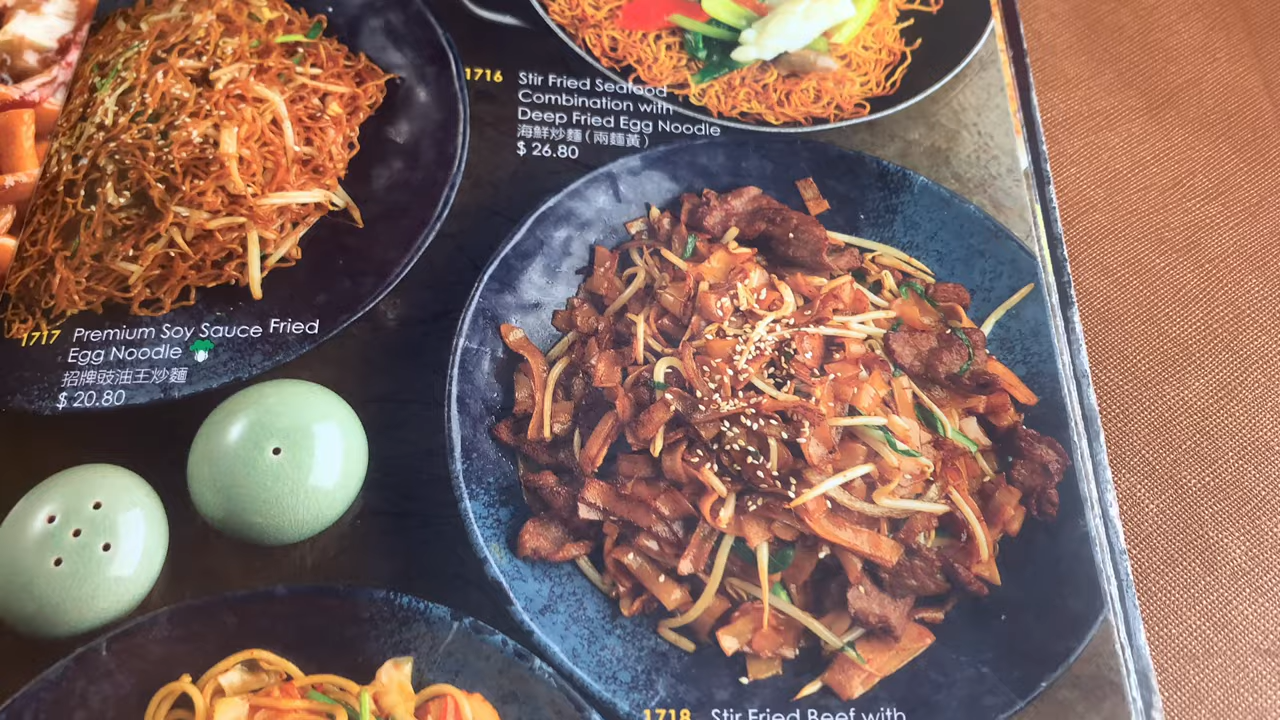 1716 Stir Fried Seafood
Combination with
Deep Fried Egg Noodle
海鮮炒麵(兩麵黃)
$ 26.80
1717 Premium Soy Sauce Fried
Egg Noodle
招牌豉油王炒麵
$ 20.80
1718 Stir Fried Beef with